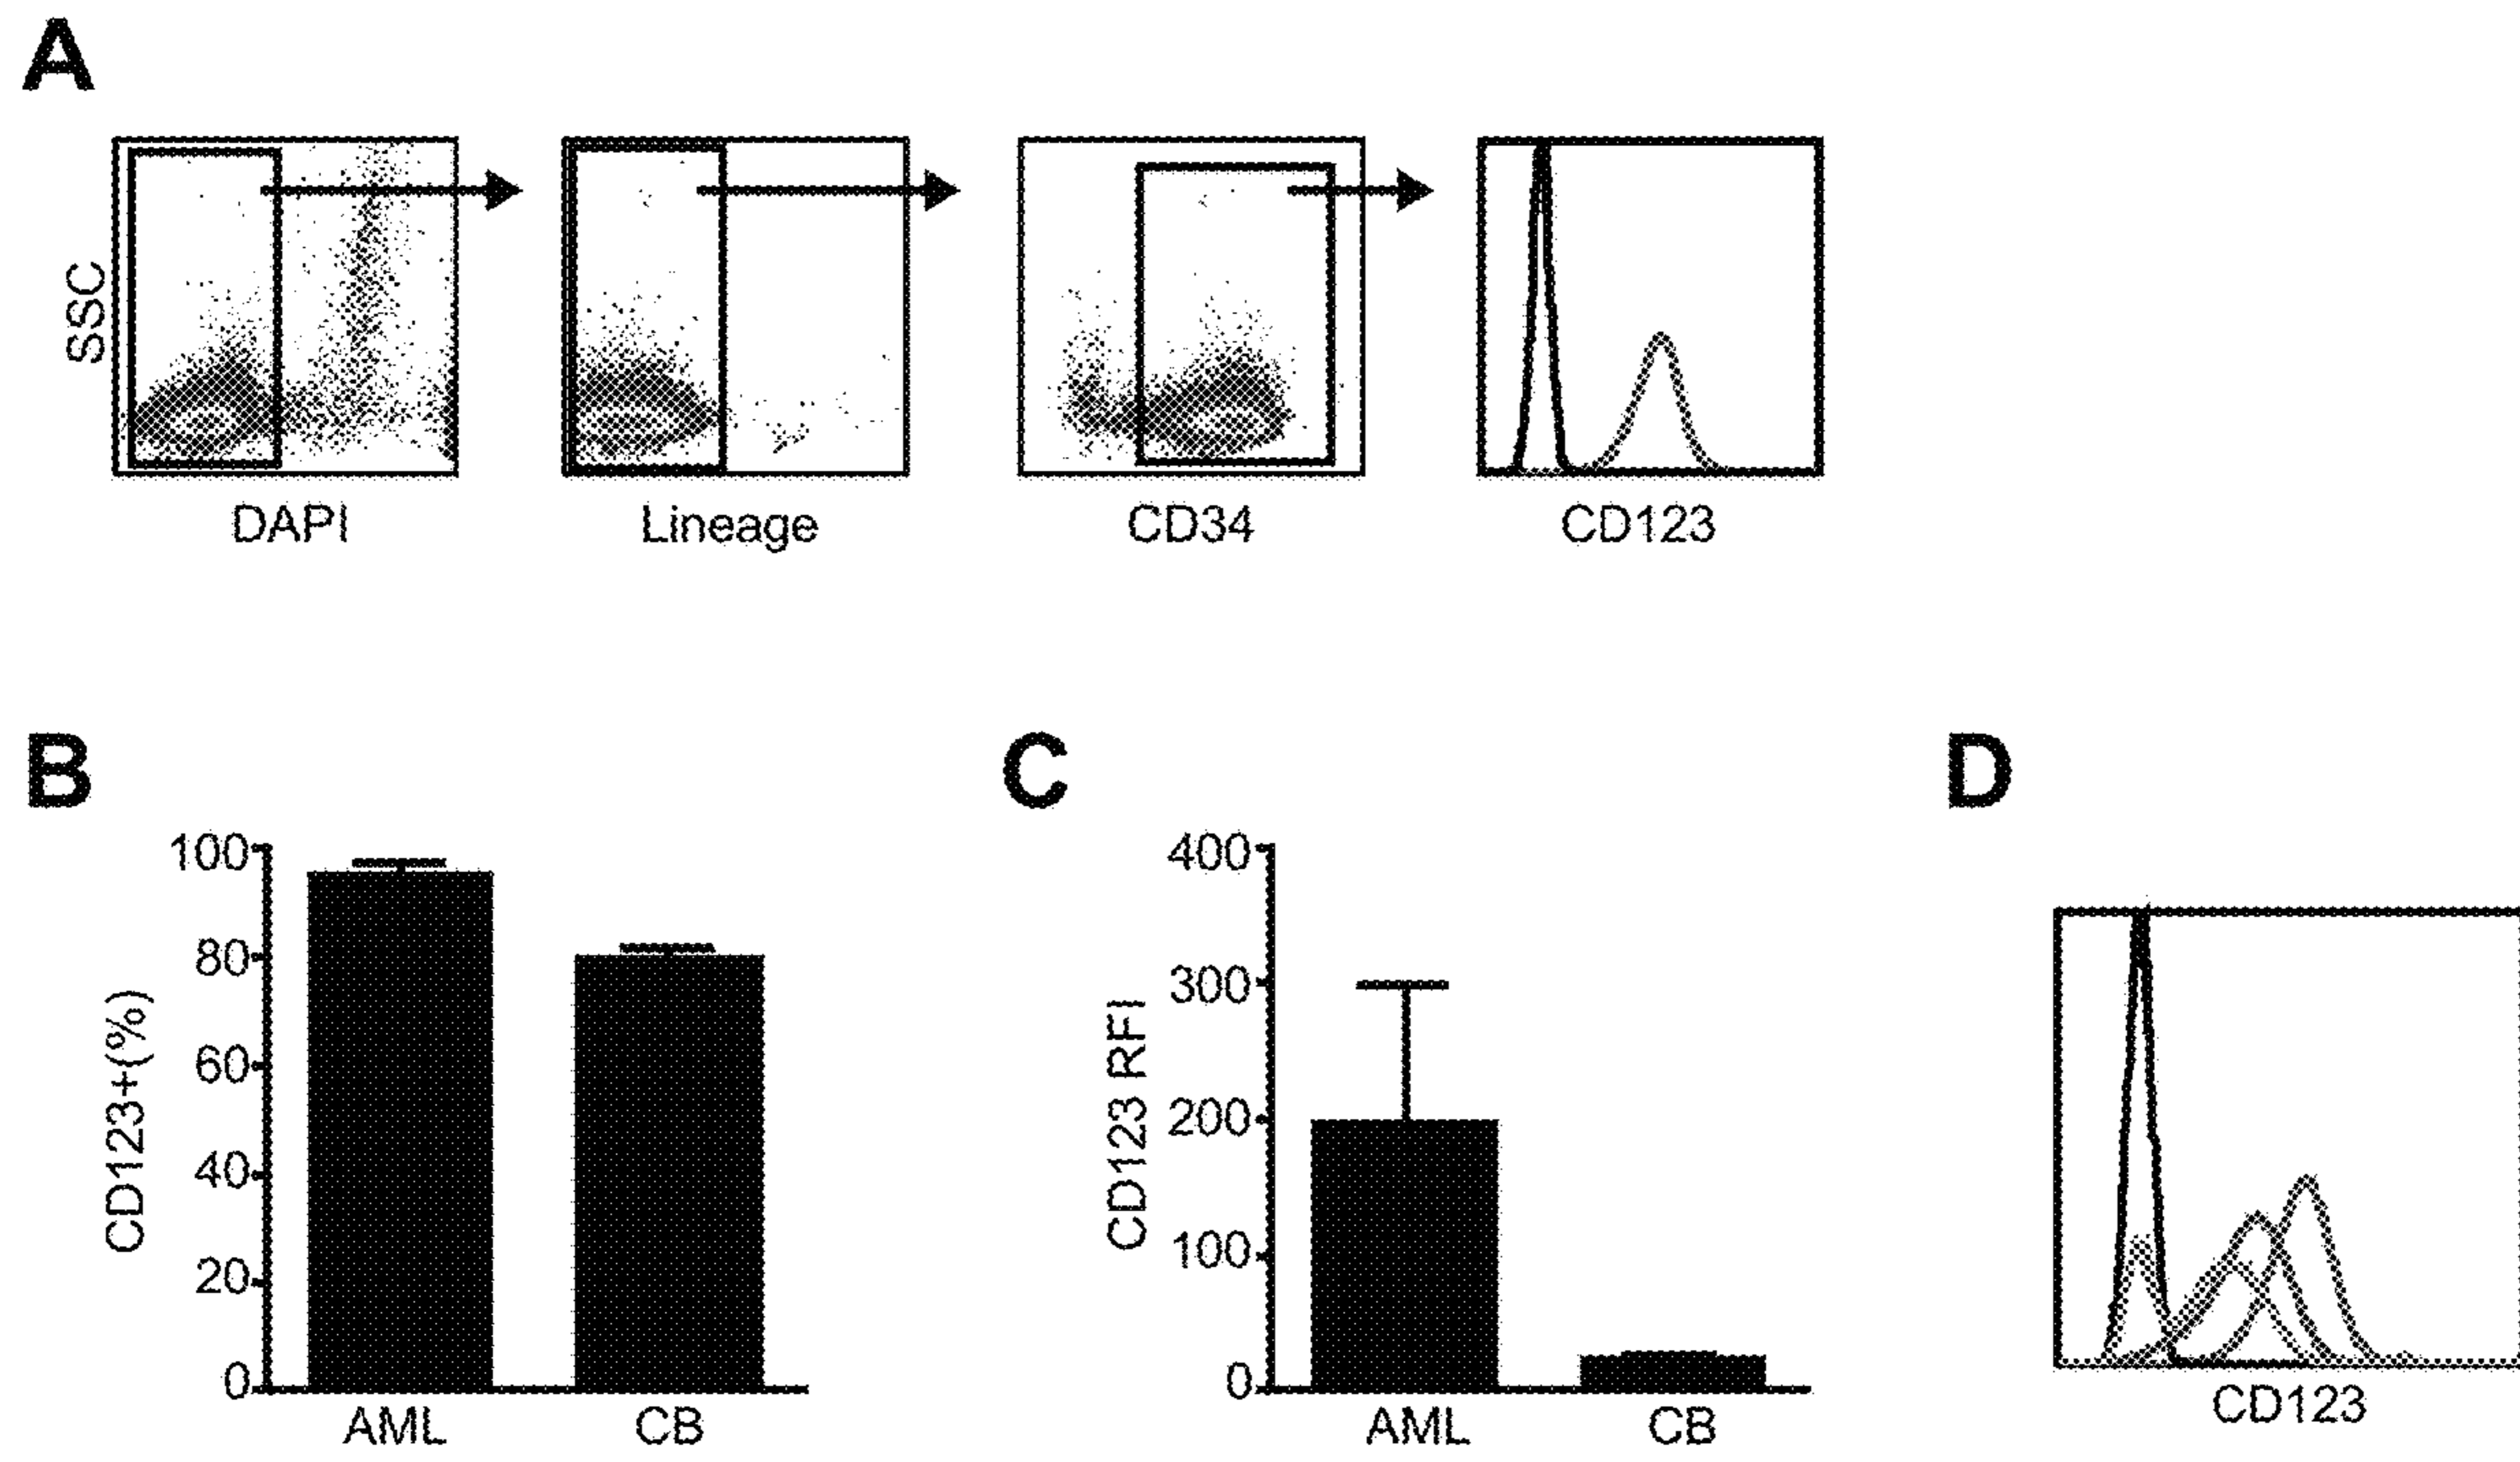 A
SSC
DAPI
Lineage
CD34
CD123
B
CD123+(%)
100
80
60
40
20
0
AML
CB
C
CD123 RFI
400
300
200
100
0
AML
CB
D
CD123